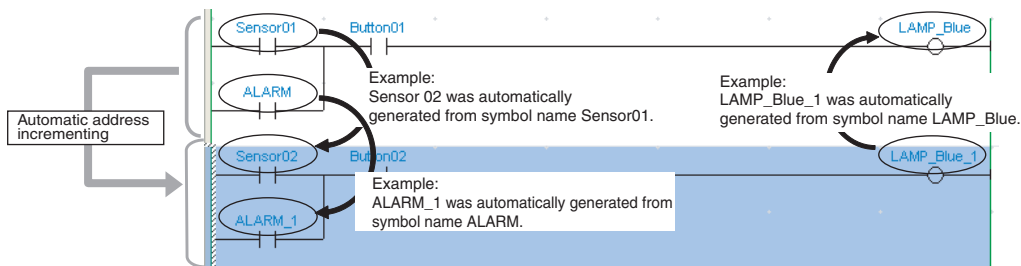 Sensor01
Button01
LAMP_Blue
Example:
Sensor 02 was automatically
generated from symbol name Sensor01.
Example:
LAMP_Blue_1 was automatically
generated from symbol name LAMP_Blue.
ALARM
Automatic address
incrementing
Sensor02
Button02
LAMP_Blue_1
Example:
ALARM_1 was automatically generated from
symbol name ALARM.
ALARM_1